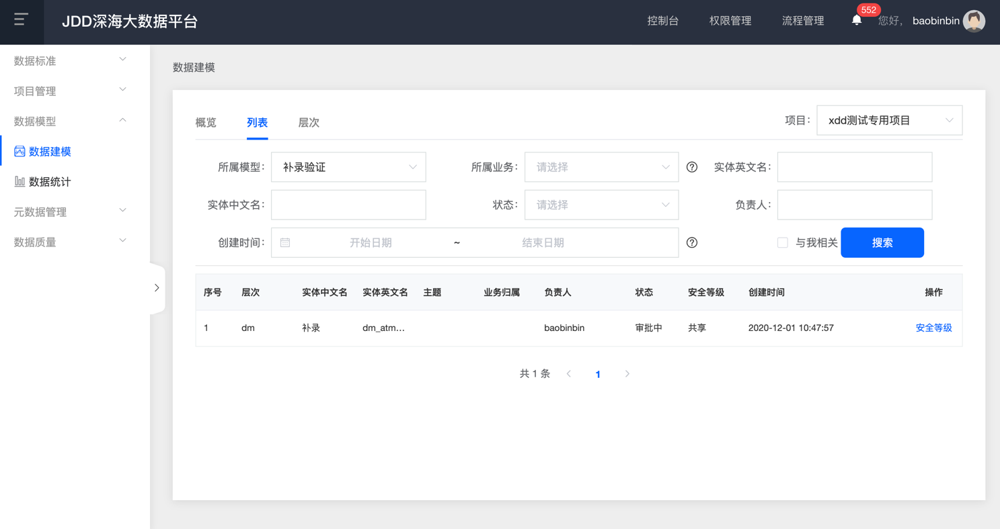 JDD深海大数据平台
控制台
权限管理
流程管理
552
您好,
baobinbin
数据标准
项目管理
数据模型
数据建模
数据统计
元数据管理
数据质量
数据建模
概览
列表
层次
项目:
xdd测试专用项目
所属模型:
补录验证
所属业务:
请选择
?
实体英文名:
实体中文名:
状态:
请选择
负责人:
创建时间:
开始日期
~
结束日期
?
与我相关
搜索
序号 层次 实体中文名 实体英文名 主题 业务归属 负责人 状态 安全等级 创建时间 操作
1 dm 补录 dm_atm... baobinbin 审批中 共享 2020-12-01 10:47:57 安全等级
共 1 条 < 1 >